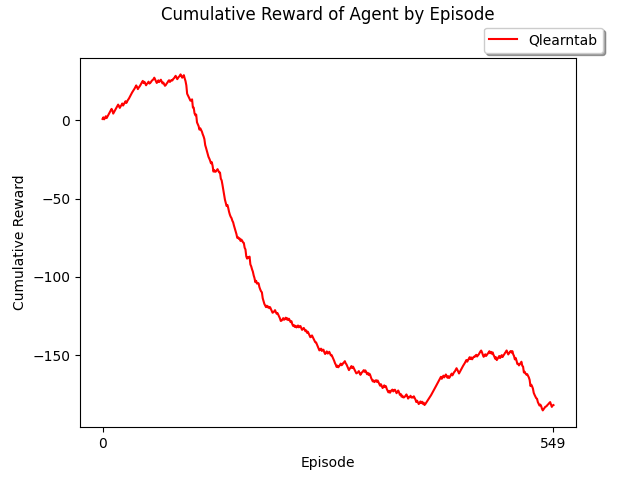 Cumulative Reward of Agent by Episode
Qlearntab
0
−50
−100
−150
Cumulative Reward
0
549
Episode